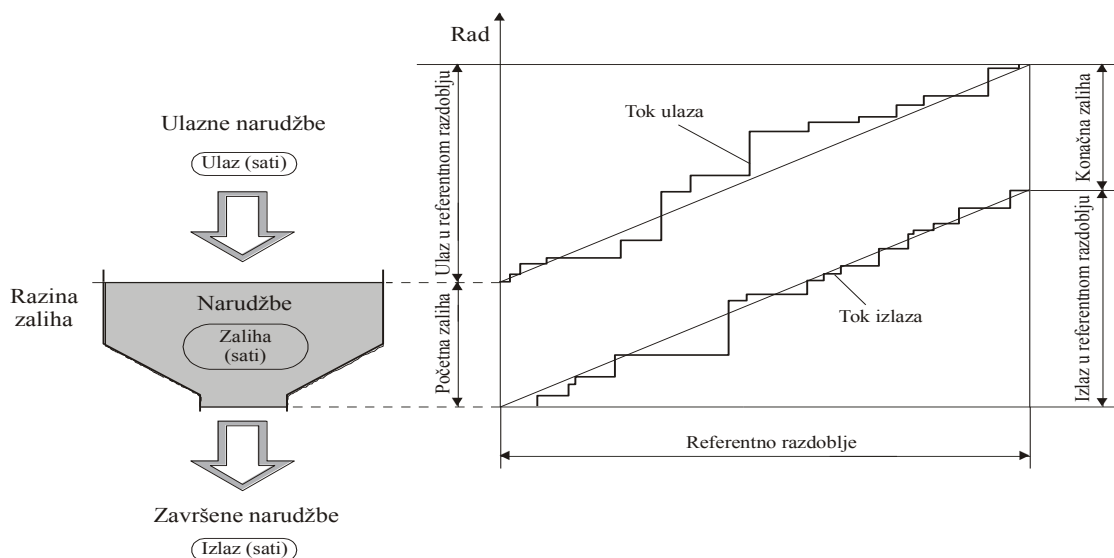 Ulazne narudžbe
Ulaz (sati)
Razina
zaliha
Narudžbe
Zaliha
(sati)
Završene narudžbe
Izlaz (sati)
Rad
Ulaz u referentnom razdoblju
Početna zaliha
Tok ulaza
Tok izlaza
Referentno razdoblje
Konačna zaliha
Izlaz u referentnom razdoblju